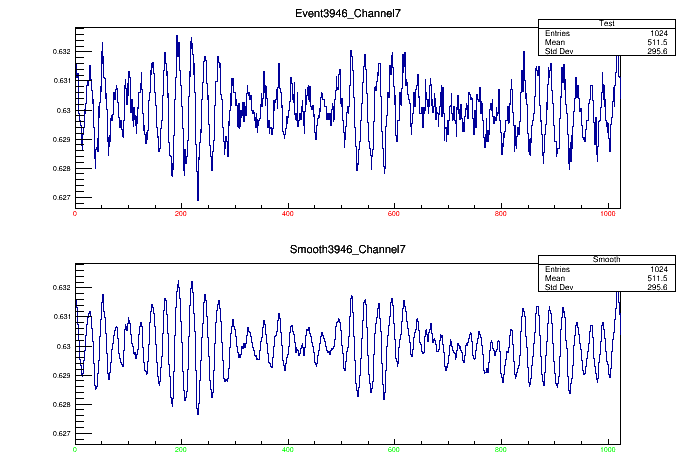 Event3946_Channel7
Test
Entries 1024
Mean 511.5
Std Dev 295.6
0.632
0.631
0.63
0.629
0.628
0.627
0 200 400 600 800 1000
Smooth3946_Channel7
Smooth
Entries 1024
Mean 511.5
Std Dev 295.6
0.632
0.631
0.63
0.629
0.628
0.627
0 200 400 600 800 1000